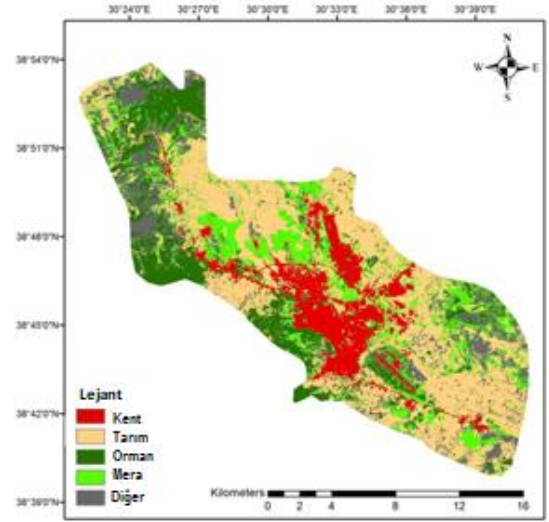 30°24'0"E 30°27'0"E 30°30'0"E 30°33'0"E 30°36'0"E 30°39'0"E
38°54'0"N
38°51'0"N
38°48'0"N
38°45'0"N
38°42'0"N
38°39'0"N
N
W E
S
Lejant
Kent
Tarım
Orman
Mera
Diğer
Kilometers
0 2 4 8 12 16